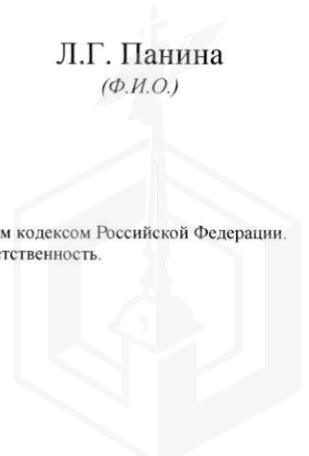 Л.Г. Панина
(Ф.И.О.)
м кодексом Российской Федерации.
тственность.